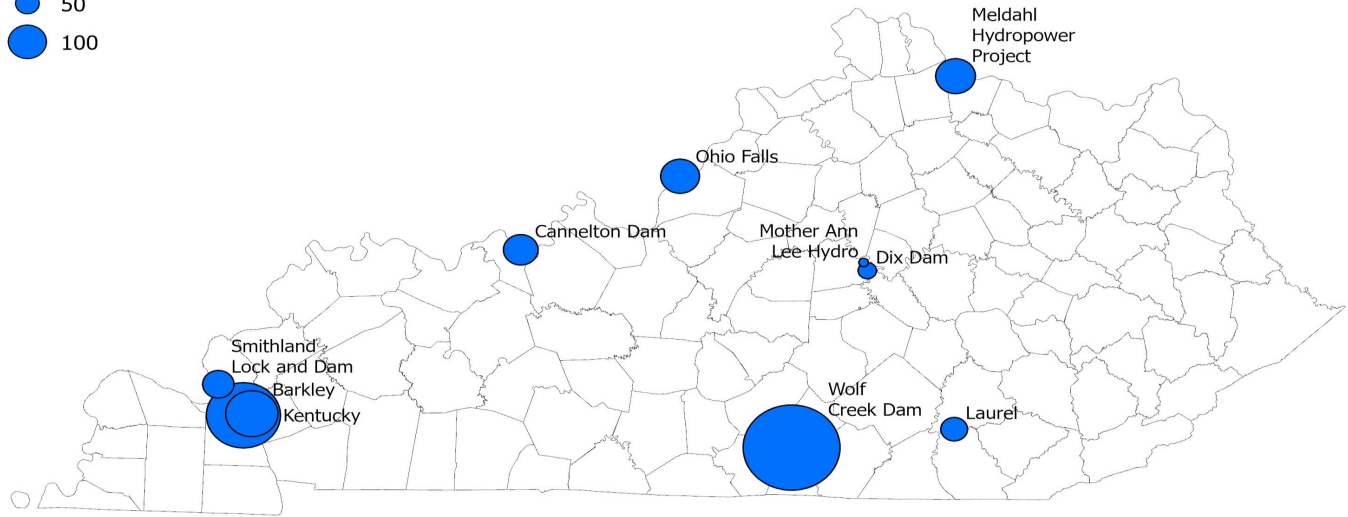 50
100
Meldahl
Hydropower
Project
Ohio Falls
Cannelton Dam
Mother Ann
Lee Hydro
Dix Dam
Smithland
Lock and Dam
Barkley
Kentucky
Wolf
Creek Dam
Laurel